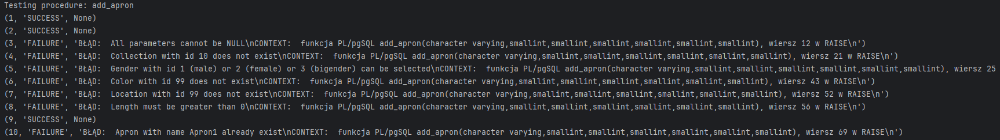 Testing procedure: add_apron
(1, 'SUCCESS', None)
(2, 'SUCCESS', None)
(3, 'FAILURE', 'BŁĄD:  All parameters cannot be NULL\nCONTEXT:  funkcja PL/pgSQL add_apron(character varying,smallint,smallint,smallint,smallint,smallint,smallint), wiersz 12 w RAISE\n')
(4, 'FAILURE', 'BŁĄD:  Collection with id 10 does not exist\nCONTEXT:  funkcja PL/pgSQL add_apron(character varying,smallint,smallint,smallint,smallint,smallint,smallint), wiersz 21 w RAISE\n')
(5, 'FAILURE', 'BŁĄD:  Gender with id 1 (male) or 2 (female) or 3 (bigender) can be selected\nCONTEXT:  funkcja PL/pgSQL add_apron(character varying,smallint,smallint,smallint,smallint,smallint,smallint), wiersz 25
(6, 'FAILURE', 'BŁĄD:  Color with id 99 does not exist\nCONTEXT:  funkcja PL/pgSQL add_apron(character varying,smallint,smallint,smallint,smallint,smallint,smallint), wiersz 43 w RAISE\n')
(7, 'FAILURE', 'BŁĄD:  Location with id 99 does not exist\nCONTEXT:  funkcja PL/pgSQL add_apron(character varying,smallint,smallint,smallint,smallint,smallint,smallint), wiersz 52 w RAISE\n')
(8, 'FAILURE', 'BŁĄD:  Length must be greater than 0\nCONTEXT:  funkcja PL/pgSQL add_apron(character varying,smallint,smallint,smallint,smallint,smallint,smallint), wiersz 56 w RAISE\n')
(9, 'SUCCESS', None)
(10, 'FAILURE', 'BŁĄD:  Apron with name Apron1 already exist\nCONTEXT:  funkcja PL/pgSQL add_apron(character varying,smallint,smallint,smallint,smallint,smallint,smallint), wiersz 69 w RAISE\n')